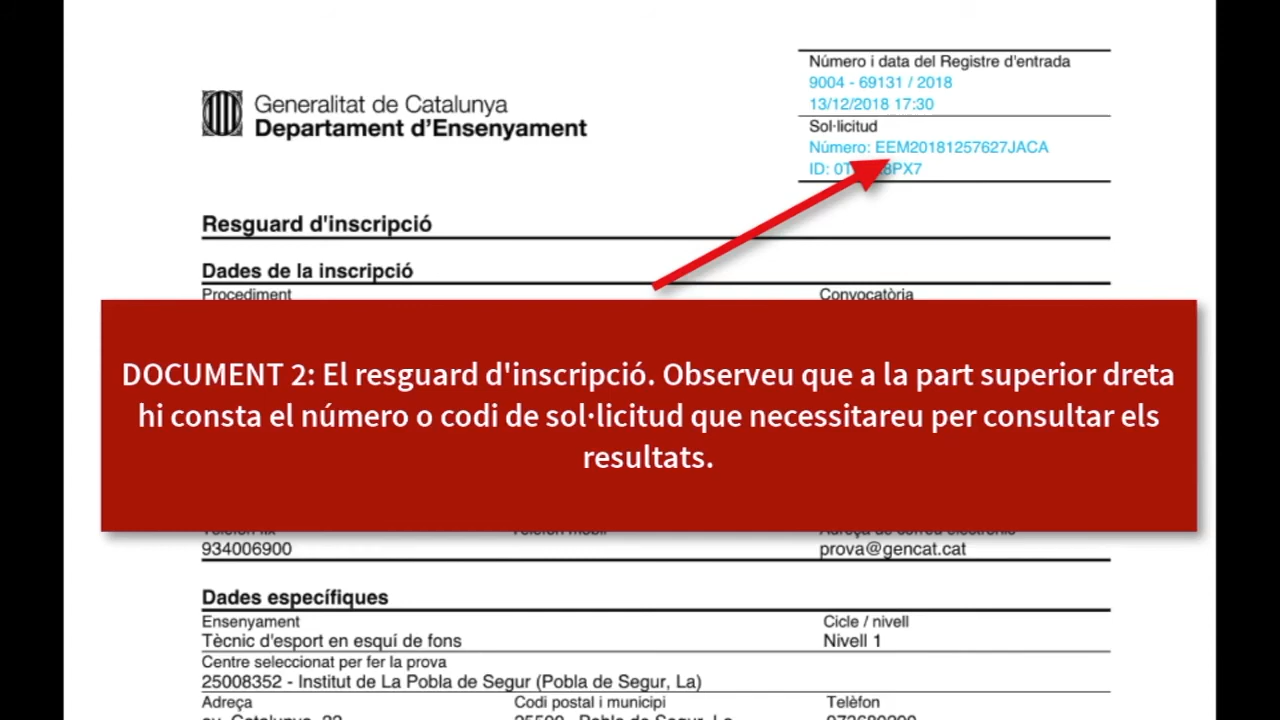 Número i data del Registre d'entrada
9004 - 69131 / 2018
13/12/2018 17:30
Generalitat de Catalunya
Departament d'Ensenyament
Sol·licitud
Número: EEM20181257627JACA
ID:
Resguard d'inscripció
Dades de la inscripció
Procediment Convocatòria
DOCUMENT 2: El resguard d'inscripció. Observeu que a la part superior dreta
hi consta el número o codi de sol·licitud que necessitareu per consultar els
resultats.
934006900 prova@gencat.cat
Dades específiques
Ensenyament Cicle / nivell
Tècnic d'esport en esquí de fons Nivell 1
Centre seleccionat per fer la prova
25008352 - Institut de La Pobla de Segur (Pobla de Segur, La)
Adreça Codi postal i municipi Telèfon